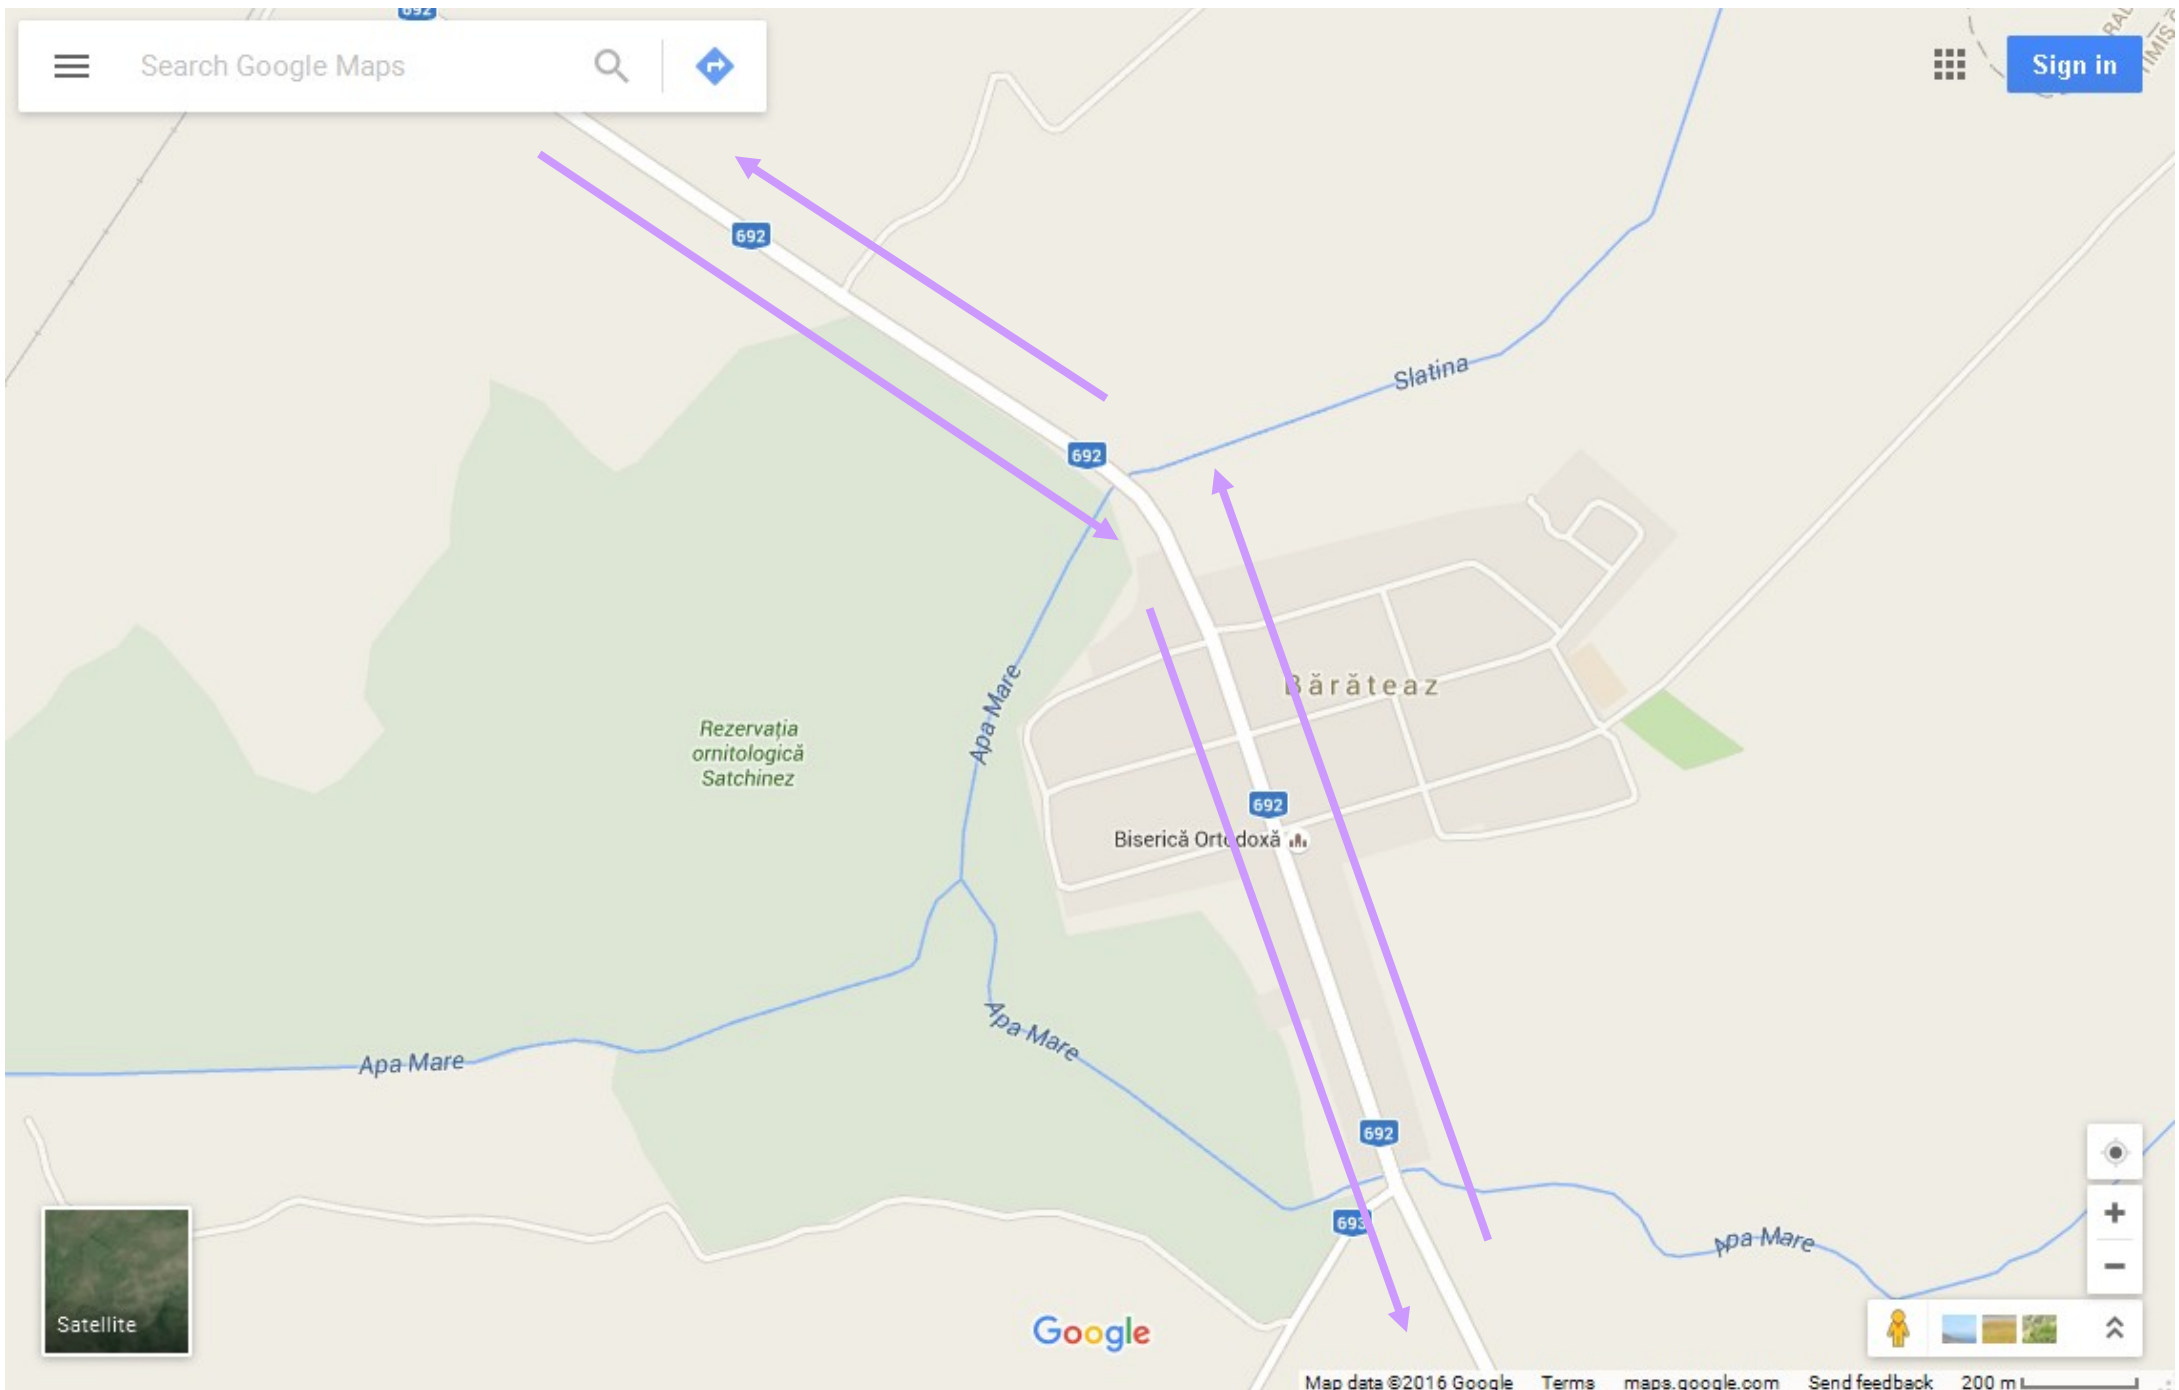 692
Search Google Maps
Sign in
692
Slatina
692
Apa Mare
Bărăteaz
Rezervația
ornitologică
Satchinez
692
Biserică Ortodoxă
Apa Mare
Apa Mare
692
693
Apa Mare
Satellite
Google
Map data ©2016 Google Terms maps.google.com Send feedback 200 m